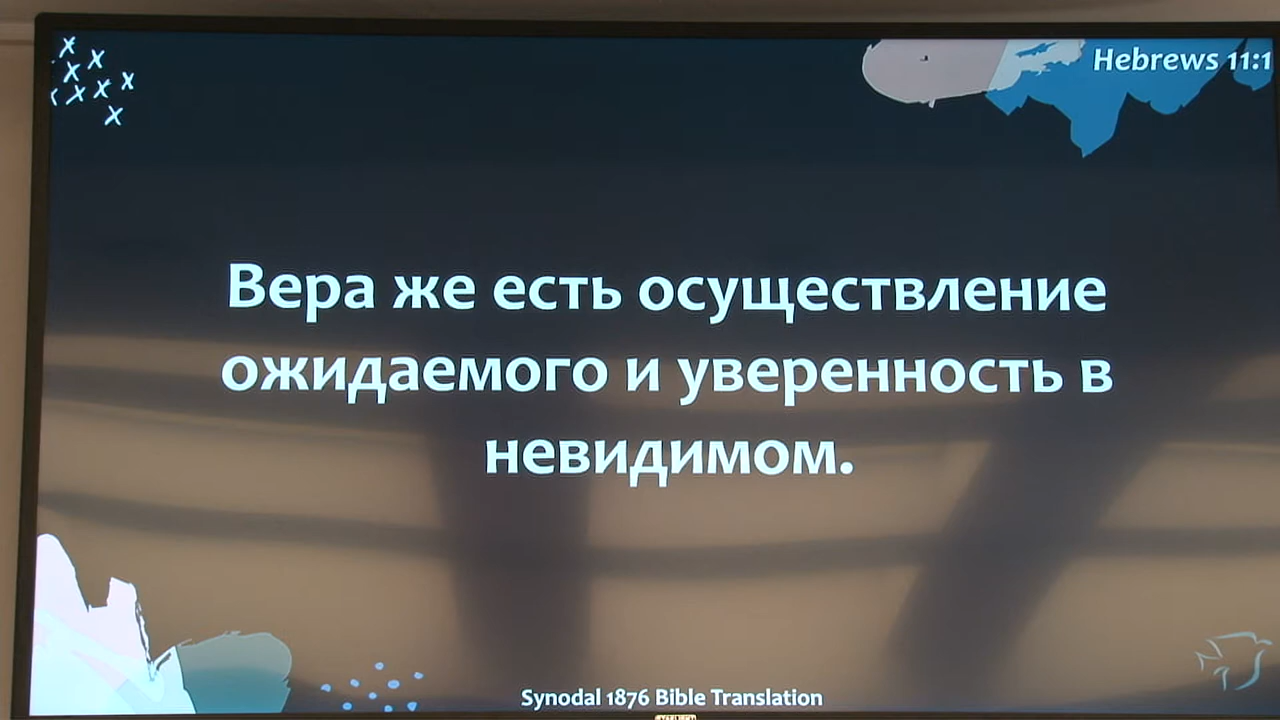 Hebrews 11:1
Вера же есть осуществление
ожидаемого и уверенность в
невидимом.
Synodal 1876 Bible Translation